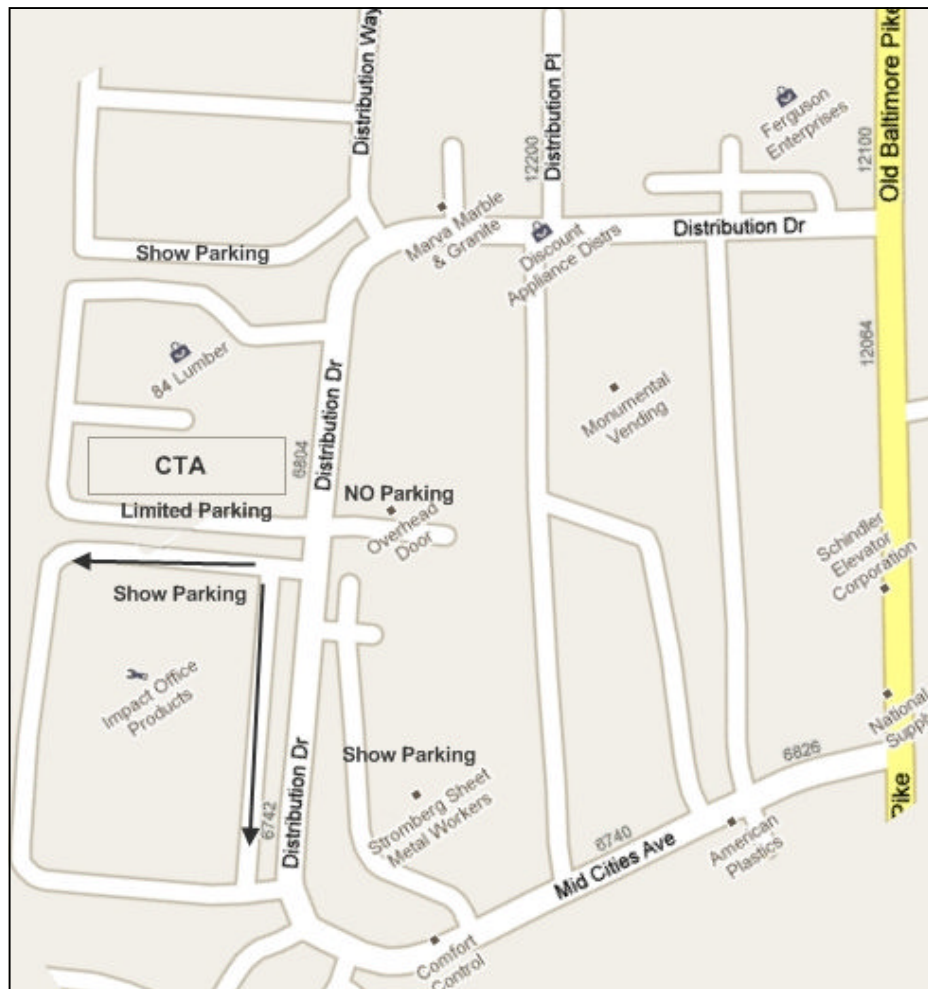 Distribution Way
Distribution Pl
12200
Ferguson
Enterprises
12100
Old Baltimore Pike
Marva Marble
& Granite
Discount
Appliance Distrs
Distribution Dr
Show Parking
12064
84 Lumber
Distribution Dr
Monumental
Vending
CTA
6804
NO Parking
Limited Parking
Overhead
Door
Schindler
Elevator
Corporation
Show Parking
Impact Office
Products
National
Suppl
Show Parking
6826
Pike
Distribution Dr
6742
Stromberg Sheet
Metal Workers
6740
Mid Cities Ave
American
Plastics
Comfort
Control